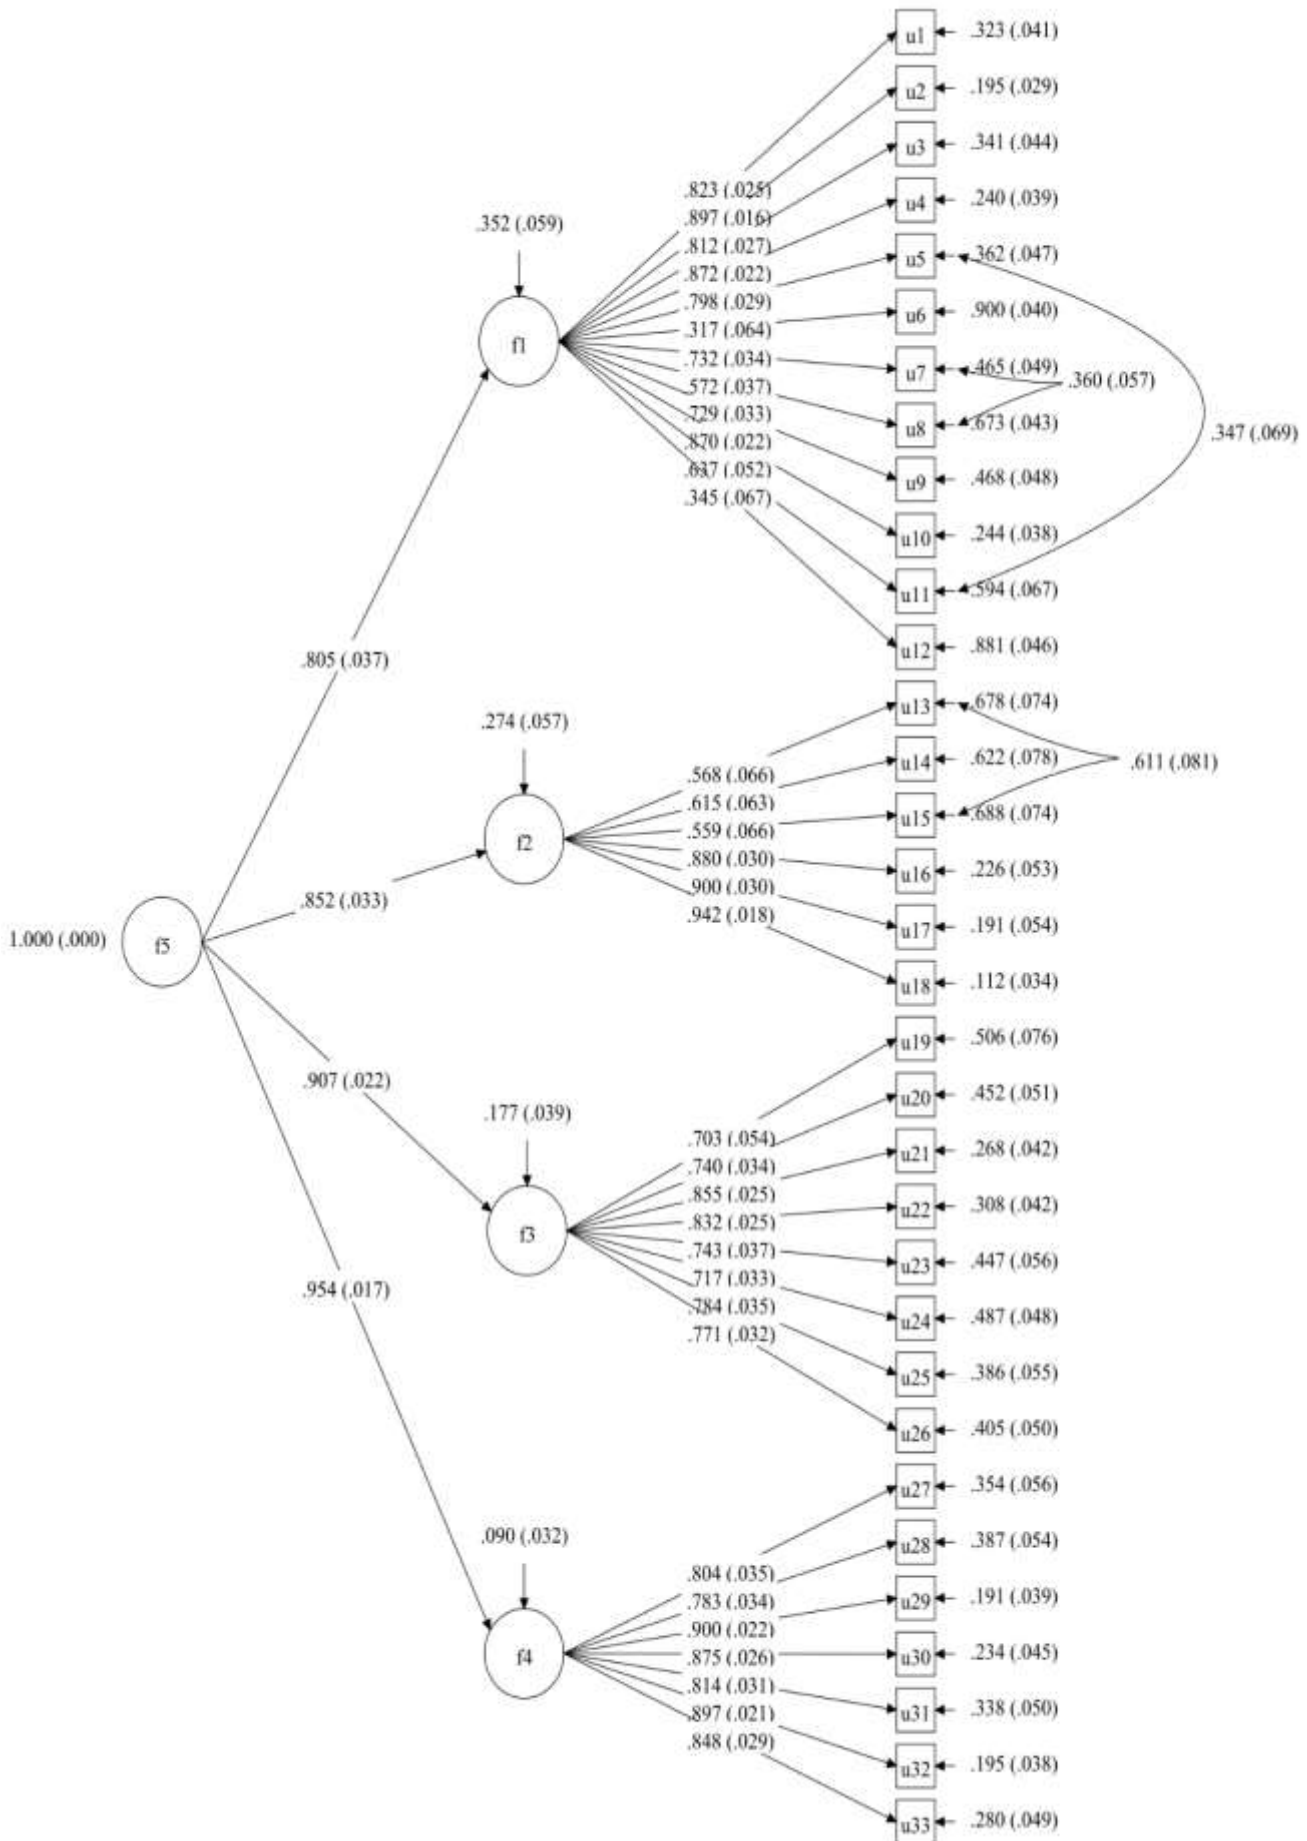 u1 .323 (.041)
u2 .195 (.029)
u3 .341 (.044)
.823 (.025)
u4 .240 (.039)
.897 (.016)
.352 (.059)
.812 (.027)
u5 .362 (.047)
.872 (.022)
.798 (.029)
u6 .900 (.040)
.317 (.064)
f1
.732 (.034)
u7 .465 (.049)
.360 (.057)
.572 (.037)
.729 (.033)
u8 .673 (.043)
.347 (.069)
.870 (.022)
.637 (.052)
u9 .468 (.048)
.345 (.067)
u10 .244 (.038)
u11 .594 (.067)
u12 .881 (.046)
.805 (.037)
u13 .678 (.074)
.274 (.057)
u14 .622 (.078)
.611 (.081)
.568 (.066)
.615 (.063)
u15 .688 (.074)
.559 (.066)
f2
.880 (.030)
u16 .226 (.053)
.900 (.030)
.852 (.033)
.942 (.018)
u17 .191 (.054)
1.000 (.000) f5
u18 .112 (.034)
u19 .506 (.076)
.907 (.022)
u20 .452 (.051)
.177 (.039)
.703 (.054)
u21 .268 (.042)
.740 (.034)
.855 (.025)
u22 .308 (.042)
.832 (.025)
f3
.743 (.037)
u23 .447 (.056)
.717 (.033)
.954 (.017)
.784 (.035)
u24 .487 (.048)
.771 (.032)
u25 .386 (.055)
u26 .405 (.050)
u27 .354 (.056)
.090 (.032)
u28 .387 (.054)
.804 (.035)
.783 (.034)
u29 .191 (.039)
.900 (.022)
f4
.875 (.026)
u30 .234 (.045)
.814 (.031)
u31 .338 (.050)
.897 (.021)
.848 (.029)
u32 .195 (.038)
u33 .280 (.049)